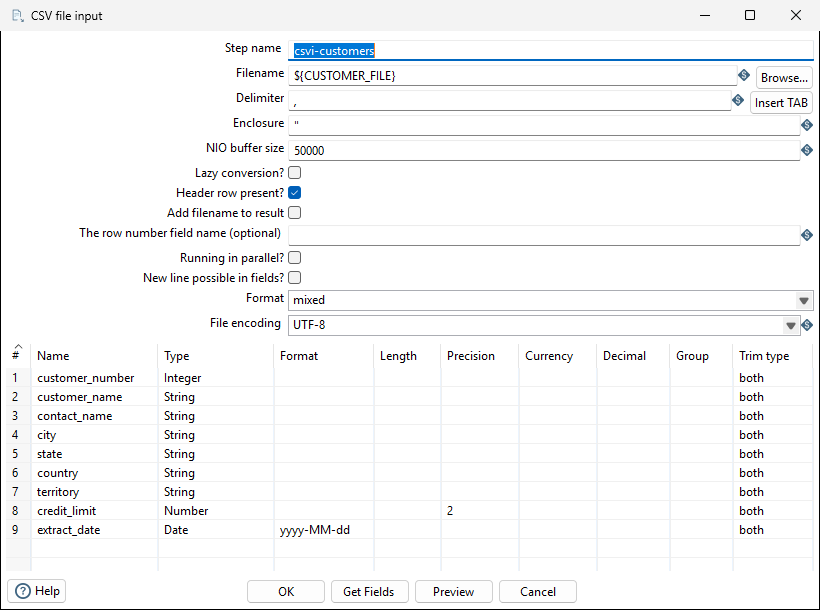 CSV file input
Step name csvi-customers
Filename ${CUSTOMER_FILE} Browse...
Delimiter , Insert TAB
Enclosure "
NIO buffer size 50000
Lazy conversion?
Header row present?
Add filename to result
The row number field name (optional)
Running in parallel?
New line possible in fields?
Format mixed
File encoding UTF-8
# Name Type Format Length Precision Currency Decimal Group Trim type
1 customer_number Integer both
2 customer_name String both
3 contact_name String both
4 city String both
5 state String both
6 country String both
7 territory String both
8 credit_limit Number 2 both
9 extract_date Date yyyy-MM-dd both
Help OK Get Fields Preview Cancel